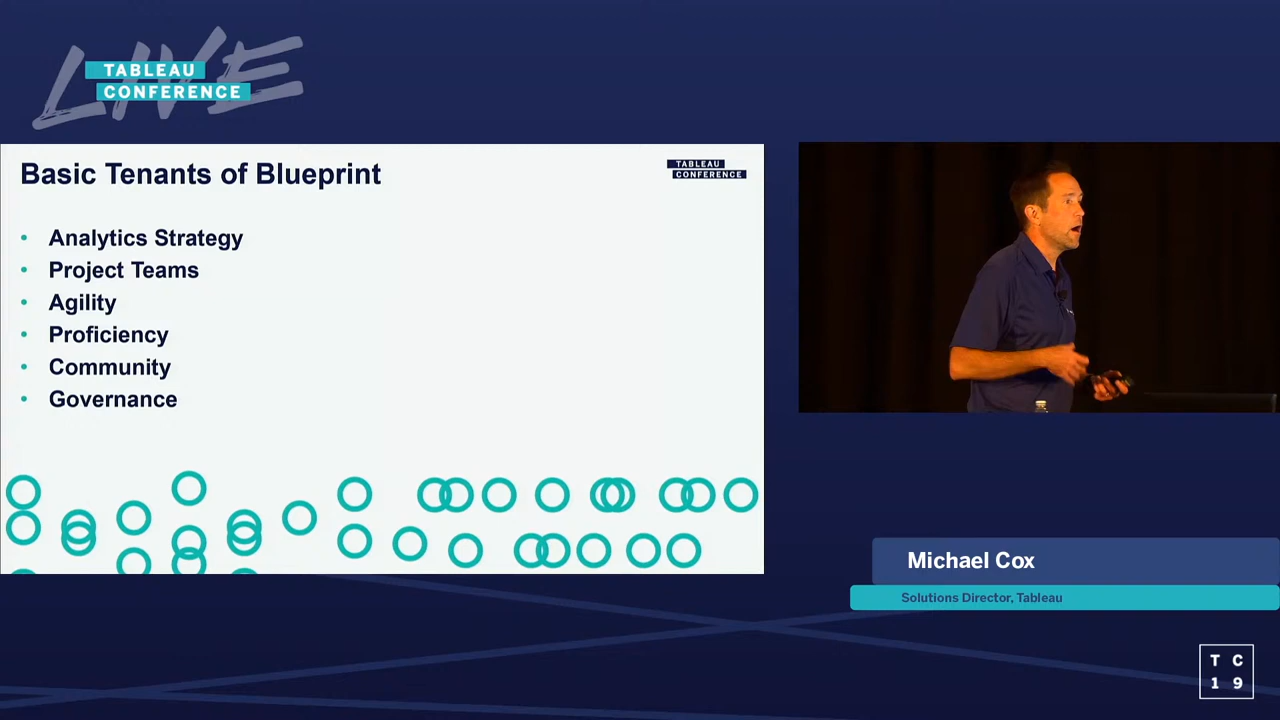 LIVE
TABLEAU
CONFERENCE
Basic Tenants of Blueprint
TABLEAU
CONFERENCE
• Analytics Strategy
• Project Teams
• Agility
• Proficiency
• Community
• Governance
Michael Cox
Solutions Director, Tableau
T C
1 9